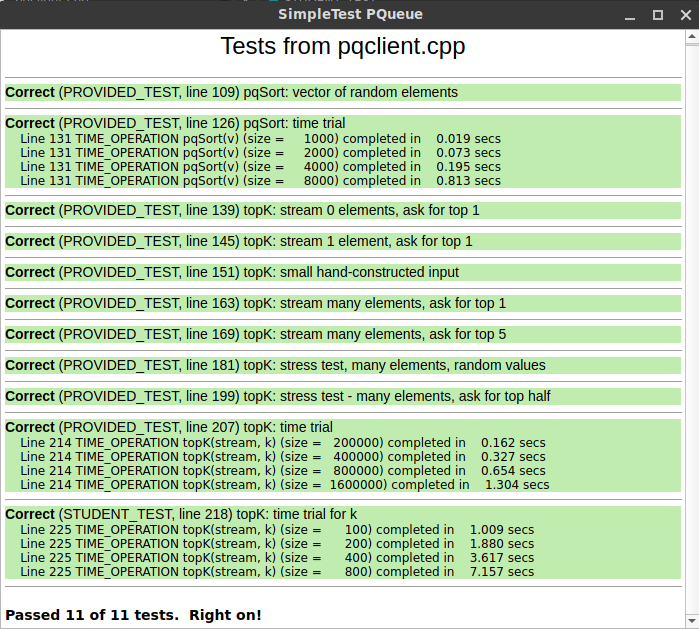 SimpleTest PQueue
Tests from pqclient.cpp
Correct (PROVIDED_TEST, line 109) pqSort: vector of random elements
Correct (PROVIDED_TEST, line 126) pqSort: time trial
Line 131 TIME_OPERATION pqSort(v) (size = 1000) completed in 0.019 secs
Line 131 TIME_OPERATION pqSort(v) (size = 2000) completed in 0.073 secs
Line 131 TIME_OPERATION pqSort(v) (size = 4000) completed in 0.195 secs
Line 131 TIME_OPERATION pqSort(v) (size = 8000) completed in 0.813 secs
Correct (PROVIDED_TEST, line 139) topK: stream 0 elements, ask for top 1
Correct (PROVIDED_TEST, line 145) topK: stream 1 element, ask for top 1
Correct (PROVIDED_TEST, line 151) topK: small hand-constructed input
Correct (PROVIDED_TEST, line 163) topK: stream many elements, ask for top 1
Correct (PROVIDED_TEST, line 169) topK: stream many elements, ask for top 5
Correct (PROVIDED_TEST, line 181) topK: stress test, many elements, random values
Correct (PROVIDED_TEST, line 199) topK: stress test - many elements, ask for top half
Correct (PROVIDED_TEST, line 207) topK: time trial
Line 214 TIME_OPERATION topK(stream, k) (size = 200000) completed in 0.162 secs
Line 214 TIME_OPERATION topK(stream, k) (size = 400000) completed in 0.327 secs
Line 214 TIME_OPERATION topK(stream, k) (size = 800000) completed in 0.654 secs
Line 214 TIME_OPERATION topK(stream, k) (size = 1600000) completed in 1.304 secs
Correct (STUDENT_TEST, line 218) topK: time trial for k
Line 225 TIME_OPERATION topK(stream, k) (size = 100) completed in 1.009 secs
Line 225 TIME_OPERATION topK(stream, k) (size = 200) completed in 1.880 secs
Line 225 TIME_OPERATION topK(stream, k) (size = 400) completed in 3.617 secs
Line 225 TIME_OPERATION topK(stream, k) (size = 800) completed in 7.157 secs
Passed 11 of 11 tests. Right on!